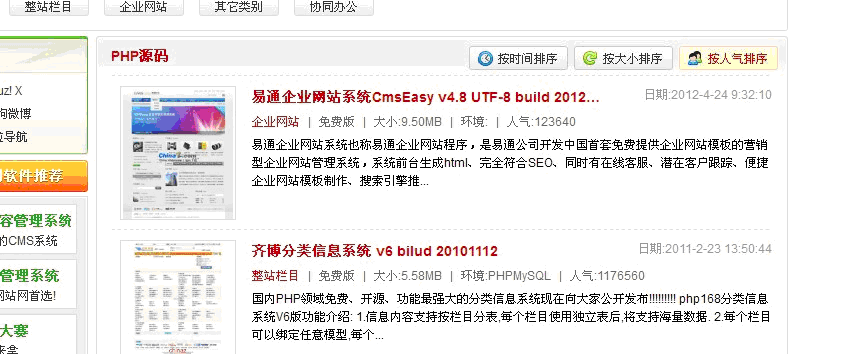 整站栏目
企业网站
其它类别
协同办公
PHP源码
按时间排序
按大小排序
按人气排序
uz! X
询微博
位导航
软件推荐
容管理系统
的CMS系统
管理系统
网站网首选!
大赛
易通企业网站系统CmsEasy v4.8 UTF-8 build 2012…
日期:2012-4-24 9:32:10
企业网站 | 免费版 | 大小:9.50MB | 环境: | 人气:123640
易通企业网站系统也称易通企业网站程序，是易通公司开发中国首套免费提供企业网站模板的营销
型企业网站管理系统，系统前台生成html、完全符合SEO、同时有在线客服、潜在客户跟踪、便捷
企业网站模板制作、搜索引擎推...
齐博分类信息系统 v6 bilud 20101112
日期:2011-2-23 13:50:44
整站栏目 | 免费版 | 大小:5.58MB | 环境:PHPMySQL | 人气:1176560
国内PHP领域免费、开源、功能最强大的分类信息系统现在向大家公开发布!!!!!!!!! php168分类信息
系统V6版功能介绍: 1.信息内容支持按栏目分表,每个栏目使用独立表后,将支持海量数据. 2.每个栏目
可以绑定任意模型,每个...